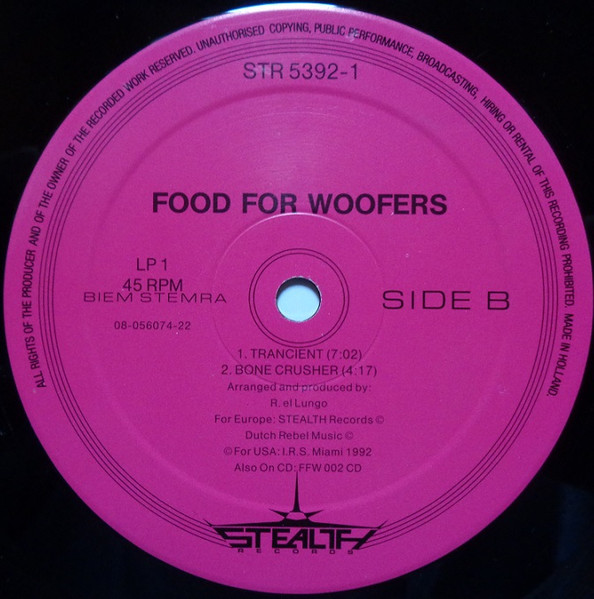 ALL RIGHTS OF THE PRODUCER AND OF THE OWNER OF THE RECORDED WORK RESERVED. UNAUTHORISED COPYING, PUBLIC PERFORMANCE, BROADCASTING, HIRING OR RENTAL OF THIS RECORDING PROHIBITED. MADE IN HOLLAND.
STR 5392-1
FOOD FOR WOOFERS
LP 1
45 RPM
BIEM STEMRA
SIDE B
08-056074-22
1. TRANCIENT (7:02)
2. BONE CRUSHER (4:17)
Arranged and produced by:
R. el Lungo
For Europe: STEALTH Records ©
Dutch Rebel Music ©
© For USA: I.R.S. Miami 1992
Also On CD: FFW 002 CD
STEALTH
RECORDS